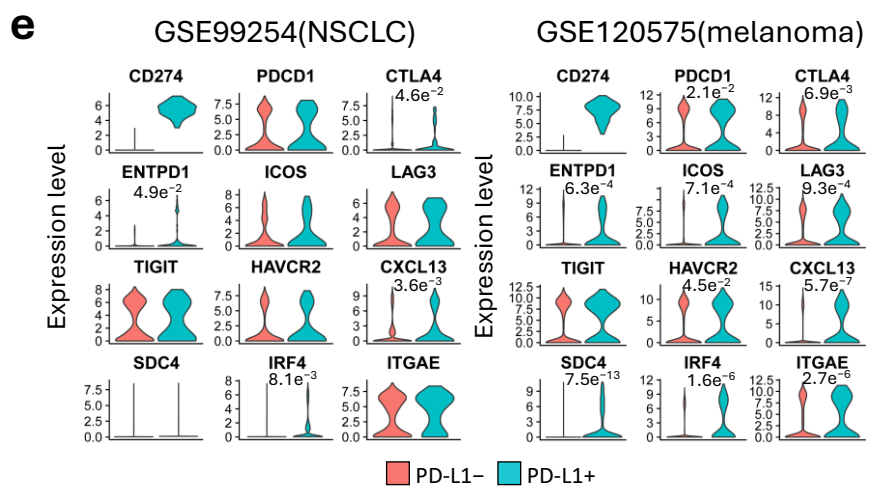 e
GSE99254(NSCLC)
Expression level
CD274
6
4
2
0
PDCD1
7.5
5.0
2.5
0.0
CTLA4
4.6e⁻²
7.5
5.0
2.5
0.0
ENTPD1
4.9e⁻²
6
4
2
0
ICOS
8
6
4
2
0
LAG3
6
4
2
0
TIGIT
8
6
4
2
0
HAVCR2
7.5
5.0
2.5
0.0
CXCL13
3.6e⁻³
9
6
3
0
SDC4
7.5
5.0
2.5
0.0
IRF4
8.1e⁻³
8
6
4
2
0
ITGAE
7.5
5.0
2.5
0.0
GSE120575(melanoma)
Expression level
CD274
10.0
7.5
5.0
2.5
0.0
PDCD1
2.1e⁻²
12
9
6
3
0
CTLA4
6.9e⁻³
12
8
4
0
ENTPD1
6.3e⁻⁴
12
9
6
3
0
ICOS
7.1e⁻⁴
7.5
5.0
2.5
0.0
LAG3
9.3e⁻⁴
12.5
10.0
7.5
5.0
2.5
0.0
TIGIT
12.5
10.0
7.5
5.0
2.5
0.0
HAVCR2
4.5e⁻²
10
5
0
CXCL13
5.7e⁻⁷
15
10
5
0
SDC4
7.5e⁻¹³
9
6
3
0
IRF4
1.6e⁻⁶
12
9
6
3
0
ITGAE
2.7e⁻⁶
12.5
10.0
7.5
5.0
2.5
0.0
PD-L1−
PD-L1+